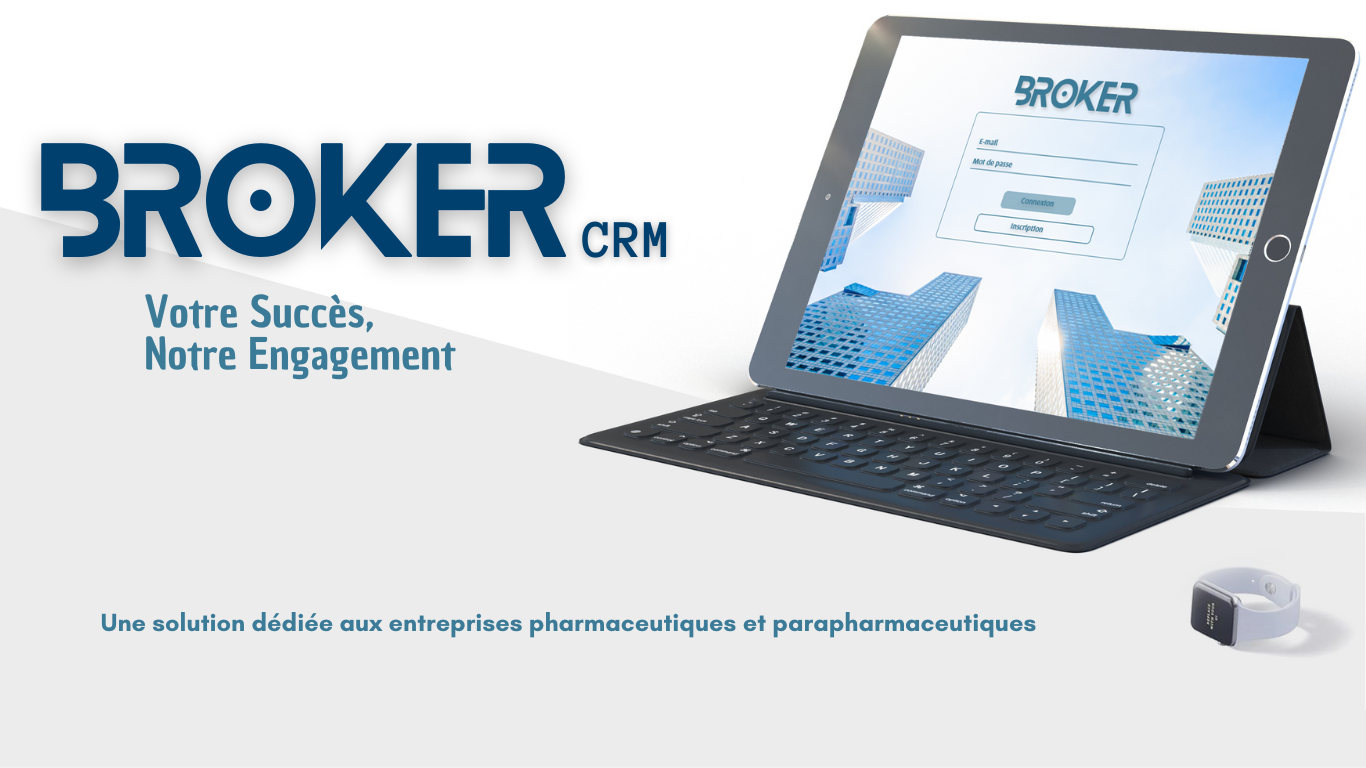 BROKER CRM
Votre Succès,
Notre Engagement
BROKER
E-mail
Mot de passe
Connexion
Inscription
Une solution dédiée aux entreprises pharmaceutiques et parapharmaceutiques